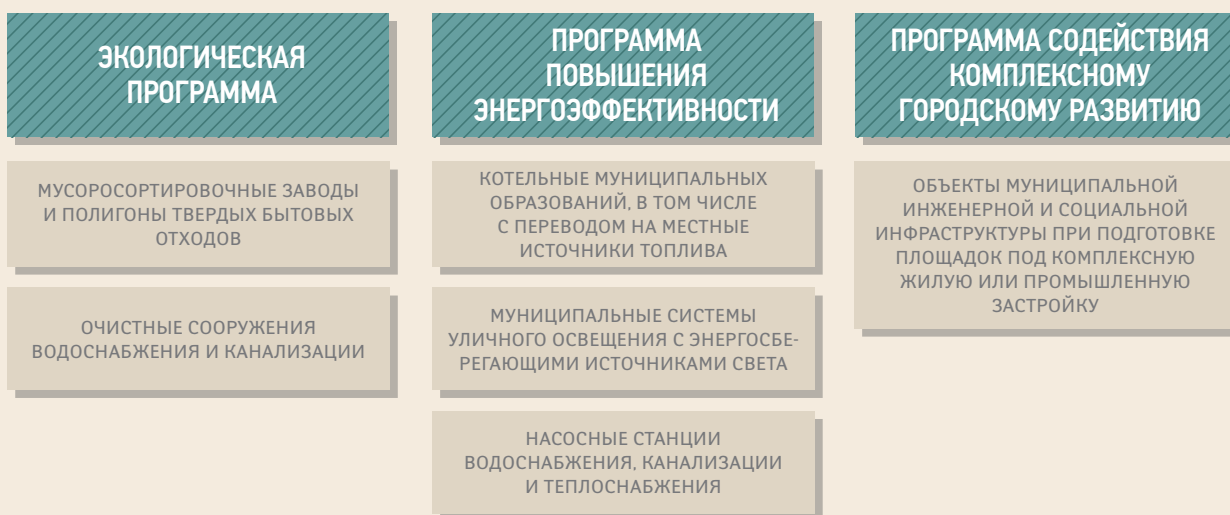 ЭКОЛОГИЧЕСКАЯ
ПРОГРАММА
МУСОРОСОРТИРОВОЧНЫЕ ЗАВОДЫ
И ПОЛИГОНЫ ТВЕРДЫХ БЫТОВЫХ
ОТХОДОВ
ОЧИСТНЫЕ СООРУЖЕНИЯ
ВОДОСНАБЖЕНИЯ И КАНАЛИЗАЦИИ
ПРОГРАММА
ПОВЫШЕНИЯ
ЭНЕРГОЭФФЕКТИВНОСТИ
КОТЕЛЬНЫЕ МУНИЦИПАЛЬНЫХ
ОБРАЗОВАНИЙ, В ТОМ ЧИСЛЕ
С ПЕРЕВОДОМ НА МЕСТНЫЕ
ИСТОЧНИКИ ТОПЛИВА
МУНИЦИПАЛЬНЫЕ СИСТЕМЫ
УЛИЧНОГО ОСВЕЩЕНИЯ С ЭНЕРГОСБЕ-
РЕГАЮЩИМИ ИСТОЧНИКАМИ СВЕТА
НАСОСНЫЕ СТАНЦИИ
ВОДОСНАБЖЕНИЯ, КАНАЛИЗАЦИИ
И ТЕПЛОСНАБЖЕНИЯ
ПРОГРАММА СОДЕЙСТВИЯ
КОМПЛЕКСНОМУ
ГОРОДСКОМУ РАЗВИТИЮ
ОБЪЕКТЫ МУНИЦИПАЛЬНОЙ
ИНЖЕНЕРНОЙ И СОЦИАЛЬНОЙ
ИНФРАСТРУКТУРЫ ПРИ ПОДГОТОВКЕ
ПЛОЩАДОК ПОД КОМПЛЕКСНУЮ
ЖИЛУЮ ИЛИ ПРОМЫШЛЕННУЮ
ЗАСТРОЙКУ